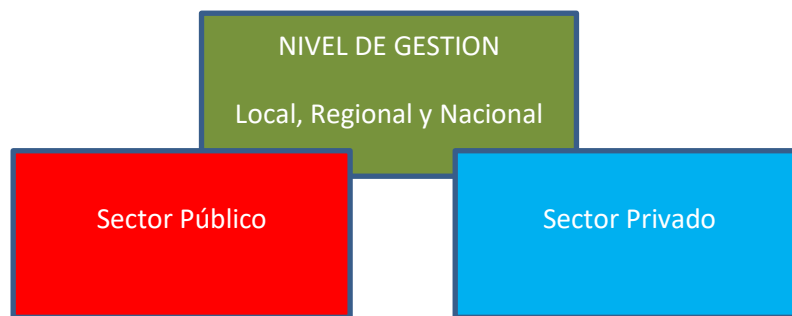 NIVEL DE GESTION
Local, Regional y Nacional
Sector Público
Sector Privado